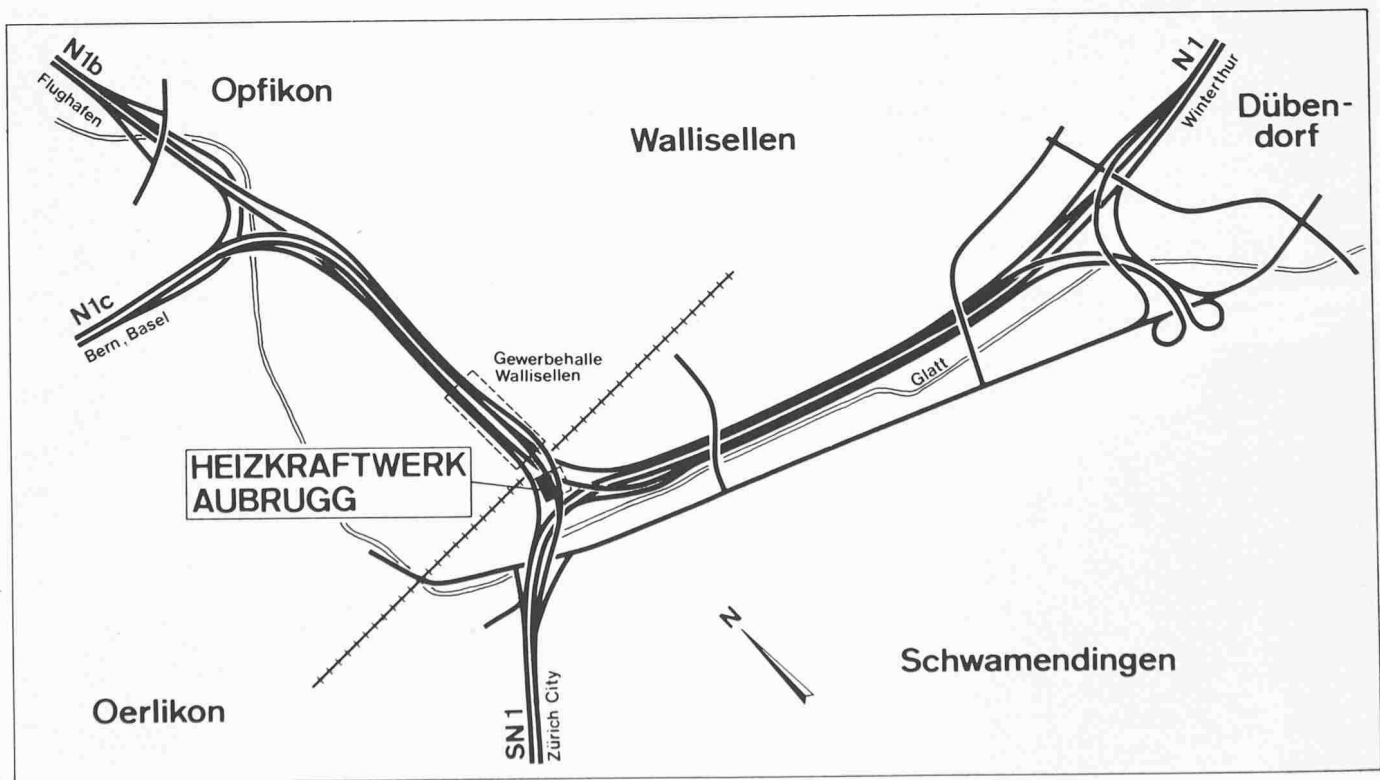 N1b
Flughafen
Opfikon
Wallisellen
N1
Winterthur
Düben-
dorf
N1c
Bern, Basel
Gewerbehalle
Wallisellen
Glatt
HEIZKRAFTWERK
AUBRUGG
N
Schwamendingen
Oerlikon
SN1
Zürich City